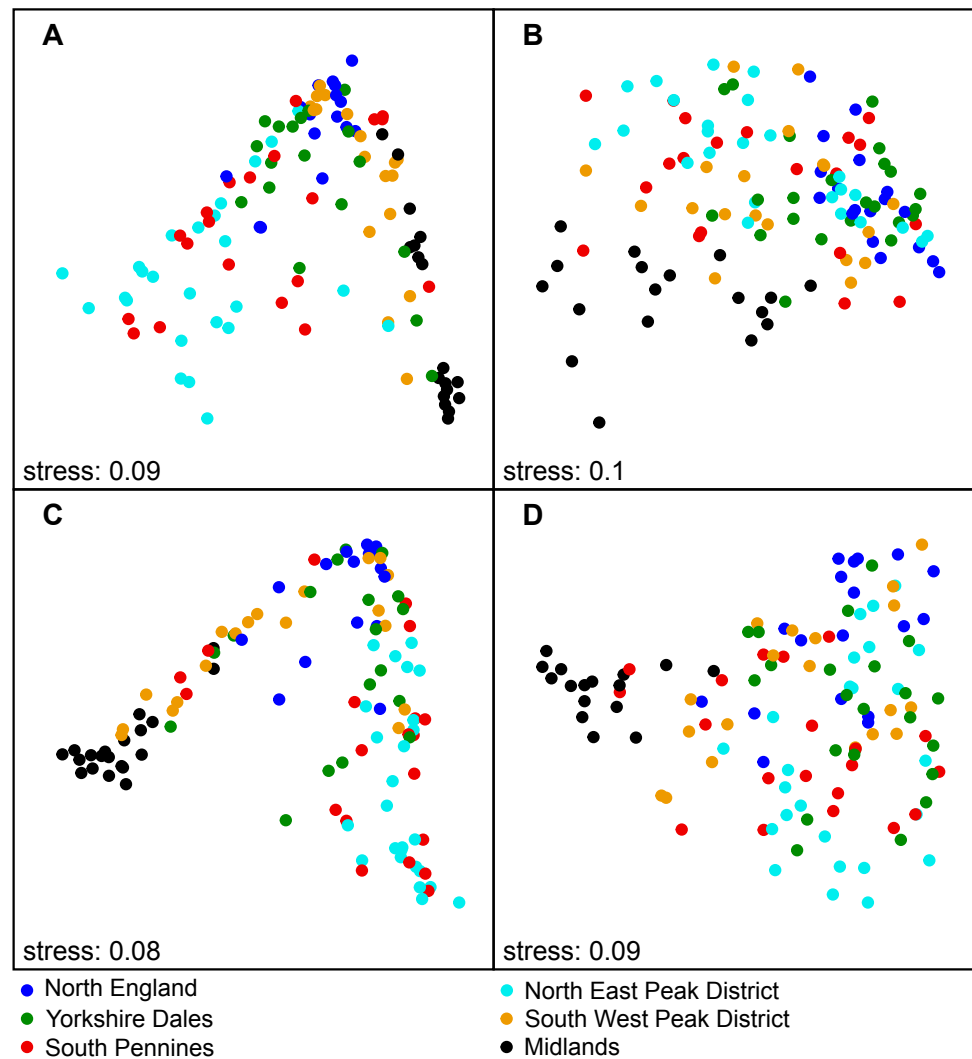 A
B
stress: 0.09
stress: 0.1
C
D
stress: 0.08
stress: 0.09
North England
North East Peak District
Yorkshire Dales
South West Peak District
South Pennines
Midlands